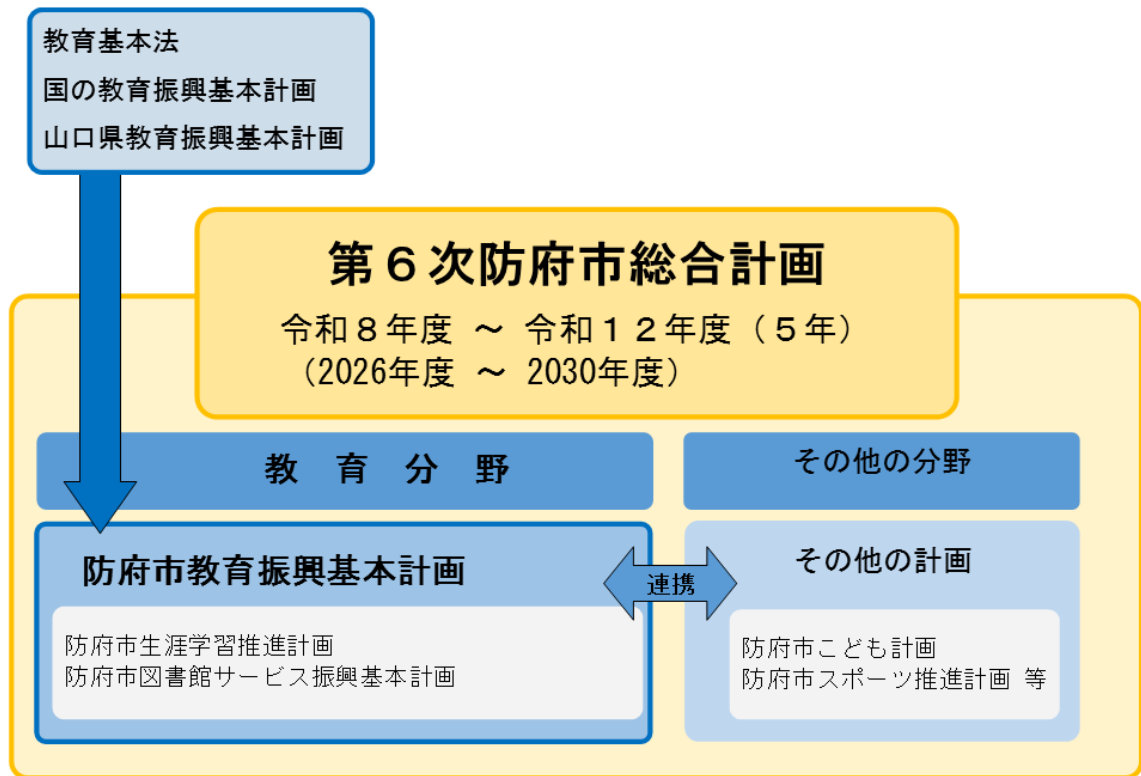 教育基本法
国の教育振興基本計画
山口県教育振興基本計画
第６次防府市総合計画
令和８年度 ～ 令和１２年度（５年）
（2026年度 ～ 2030年度）
教 育 分 野
その他の分野
防府市教育振興基本計画
連携
その他の計画
防府市生涯学習推進計画
防府市図書館サービス振興基本計画
防府市こども計画
防府市スポーツ推進計画 等